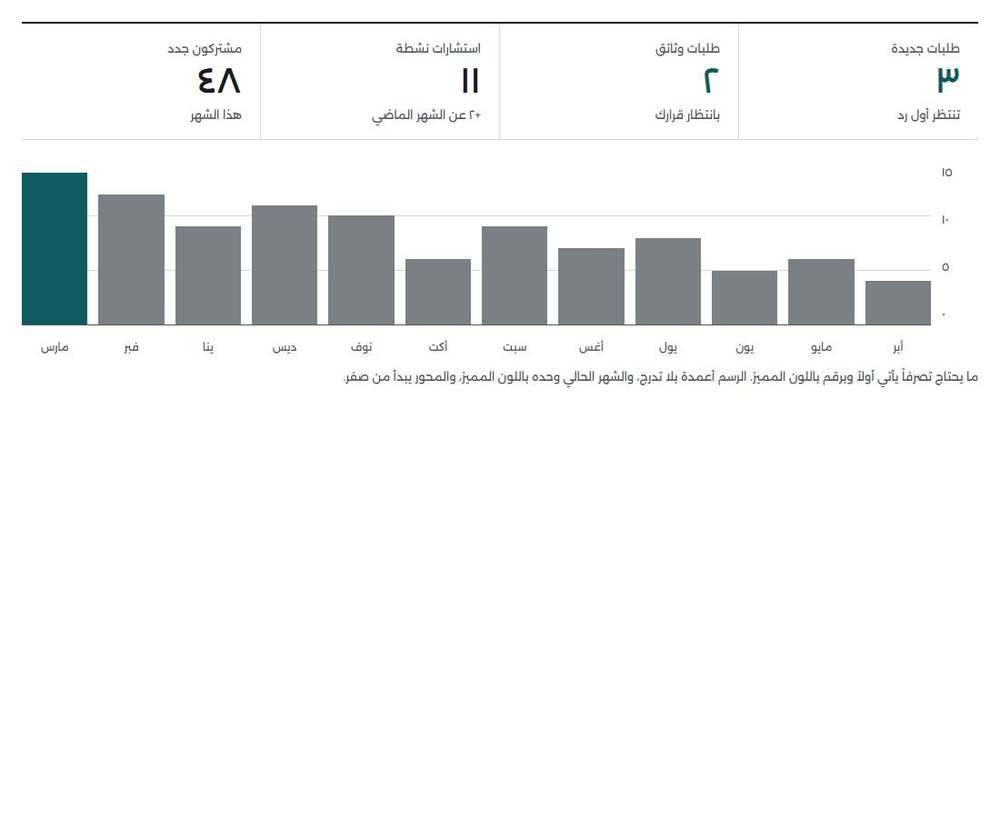 طلبات جديدة
٣
تنتظر أول رد
طلبات وثائق
٢
بانتظار قرارك
استشارات نشطة
١١
+٢ عن الشهر الماضي
مشتركون جدد
٤٨
هذا الشهر
١٥
١٠
٥
٠
أبر مايو يون يول أغس سبت أكت نوف ديس ينا فبر مارس
ما يحتاج تصرفاً يأتي أولاً وبرقم باللون المميز. الرسم أعمدة بلا تدرج، والشهر الحالي وحده باللون المميز، والمحور يبدأ من صفر.